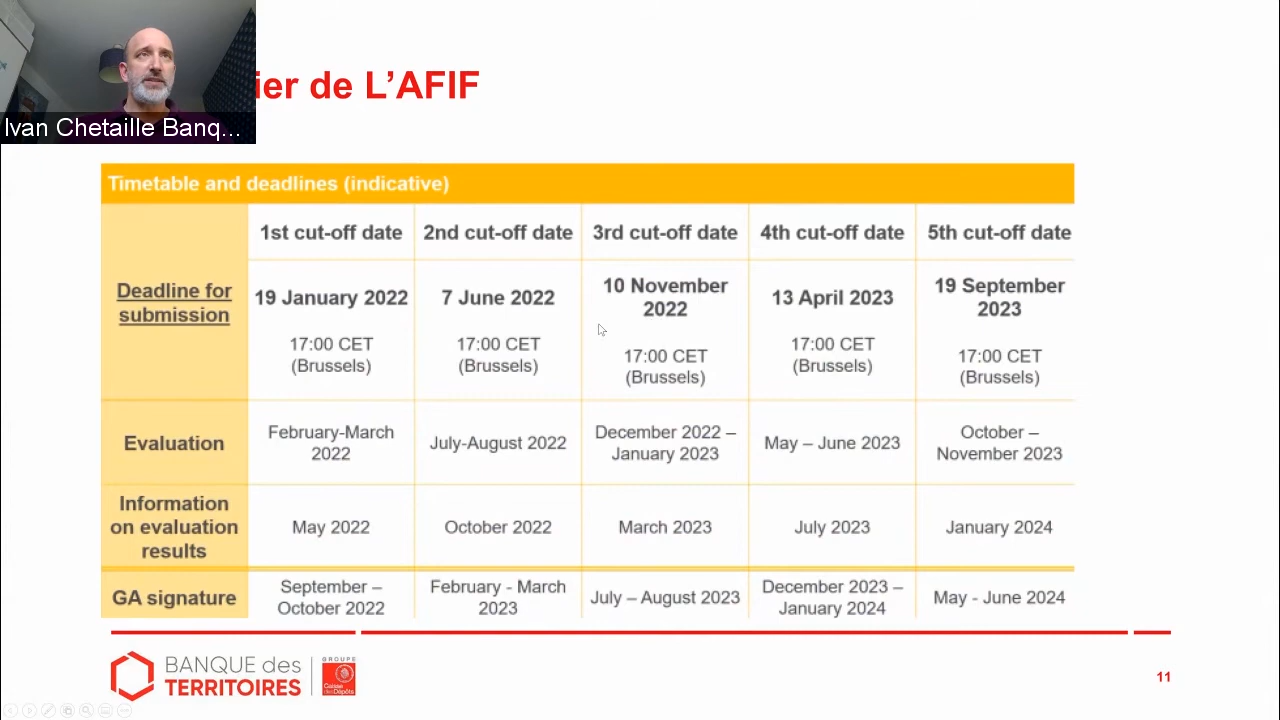 ier de L'AFIF
Ivan Chetaille Banq...
Timetable and deadlines (indicative)
1st cut-off date 2nd cut-off date 3rd cut-off date 4th cut-off date 5th cut-off date
Deadline for
submission
19 January 2022
17:00 CET
(Brussels)
7 June 2022
17:00 CET
(Brussels)
10 November
2022
17:00 CET
(Brussels)
13 April 2023
17:00 CET
(Brussels)
19 September
2023
17:00 CET
(Brussels)
Evaluation
February-March
2022
July-August 2022
December 2022 –
January 2023
May – June 2023
October –
November 2023
Information
on evaluation
results
May 2022
October 2022
March 2023
July 2023
January 2024
GA signature
September –
October 2022
February - March
2023
July – August 2023
December 2023 –
January 2024
May - June 2024
BANQUE des
TERRITOIRES
GROUPE
Caisse
des Dépôts
11